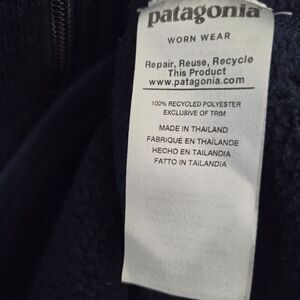 patagonia
WORN WEAR
Repair, Reuse, Recycle
This Product
www.patagonia.com
100% RECYCLED POLYESTER
EXCLUSIVE OF TRIM
MADE IN THAILAND
FABRIQUÉ EN THAÏLANDE
HECHO EN TAILANDIA
FATTO IN TAILANDIA